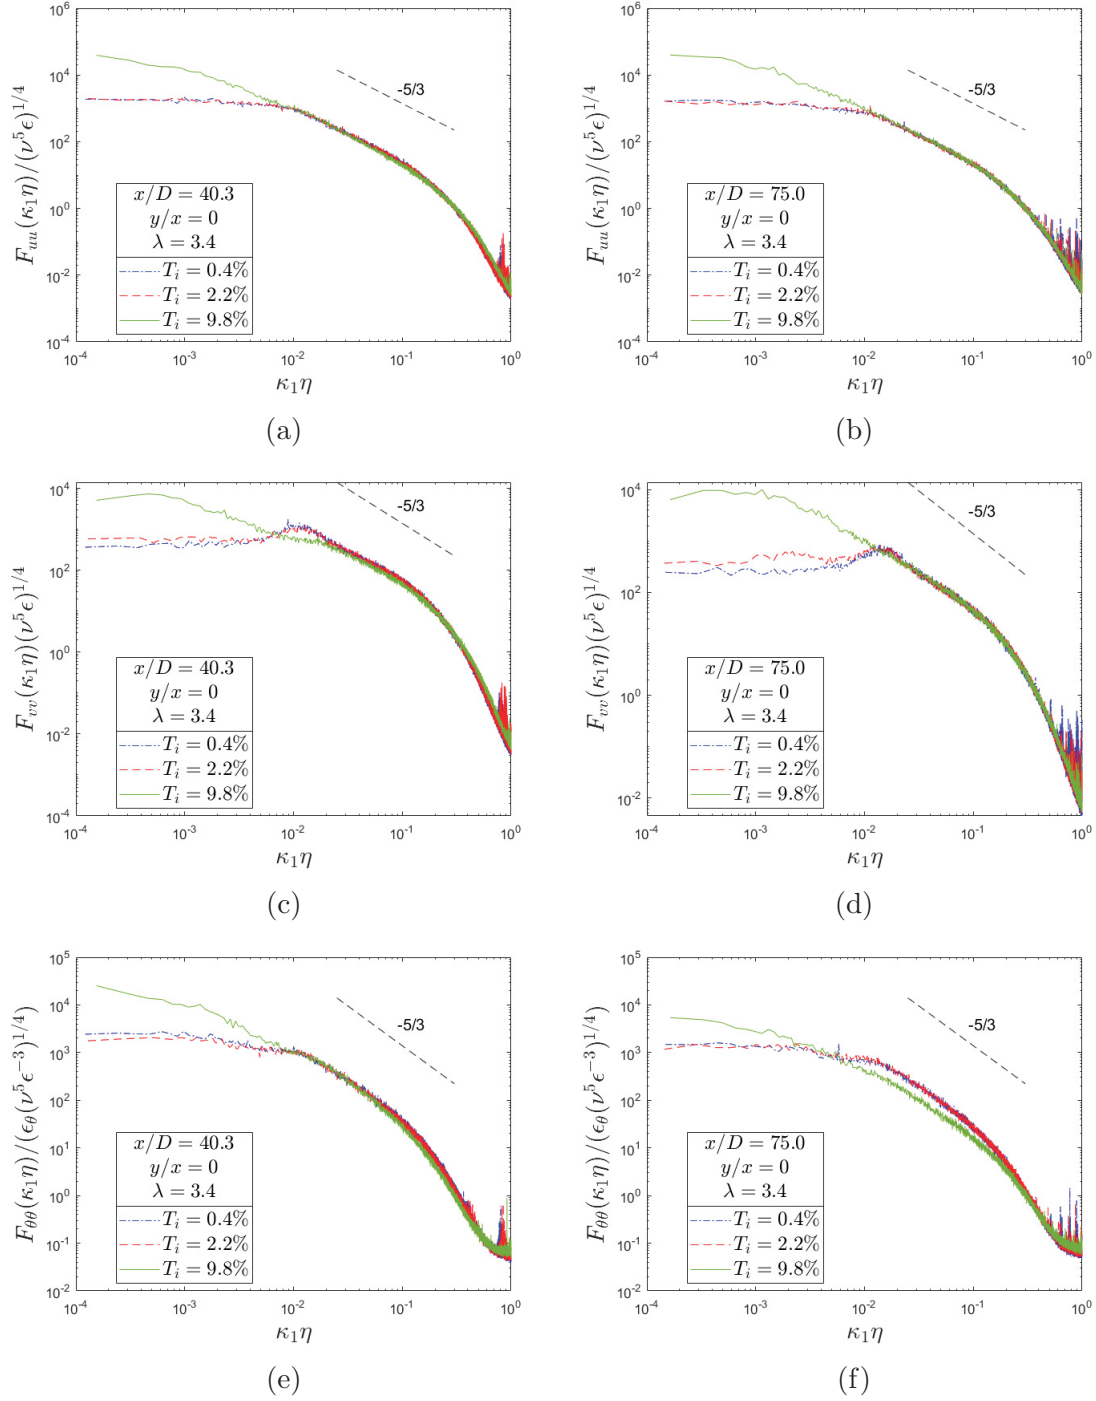 10^6
10^4
10^2
10^0
10^-2
10^-4
F_uu(κ_1η)/(ν^5ϵ)^1/4
-5/3
x/D = 40.3
y/x = 0
λ = 3.4
T_i = 0.4%
T_i = 2.2%
T_i = 9.8%
10^-4 10^-3 10^-2 10^-1 10^0
κ_1η
(a)
10^6
10^4
10^2
10^0
10^-2
10^-4
F_uu(κ_1η)/(ν^5ϵ)^1/4
-5/3
x/D = 75.0
y/x = 0
λ = 3.4
T_i = 0.4%
T_i = 2.2%
T_i = 9.8%
10^-4 10^-3 10^-2 10^-1 10^0
κ_1η
(b)
10^4
10^2
10^0
10^-2
10^-4
F_vv(κ_1η)(ν^5ϵ)^1/4
-5/3
x/D = 40.3
y/x = 0
λ = 3.4
T_i = 0.4%
T_i = 2.2%
T_i = 9.8%
10^-4 10^-3 10^-2 10^-1 10^0
κ_1η
(c)
10^4
10^2
10^0
10^-2
F_vv(κ_1η)(ν^5ϵ)^1/4
-5/3
x/D = 75.0
y/x = 0
λ = 3.4
T_i = 0.4%
T_i = 2.2%
T_i = 9.8%
10^-4 10^-3 10^-2 10^-1 10^0
κ_1η
(d)
10^5
10^4
10^3
10^2
10^1
10^0
10^-1
10^-2
F_θθ(κ_1η)/(ϵ_θ(ν^5ϵ^-3)^1/4)
-5/3
x/D = 40.3
y/x = 0
λ = 3.4
T_i = 0.4%
T_i = 2.2%
T_i = 9.8%
10^-4 10^-3 10^-2 10^-1 10^0
κ_1η
(e)
10^5
10^4
10^3
10^2
10^1
10^0
10^-1
10^-2
F_θθ(κ_1η)/(ϵ_θ(ν^5ϵ^-3)^1/4)
-5/3
x/D = 75.0
y/x = 0
λ = 3.4
T_i = 0.4%
T_i = 2.2%
T_i = 9.8%
10^-4 10^-3 10^-2 10^-1 10^0
κ_1η
(f)